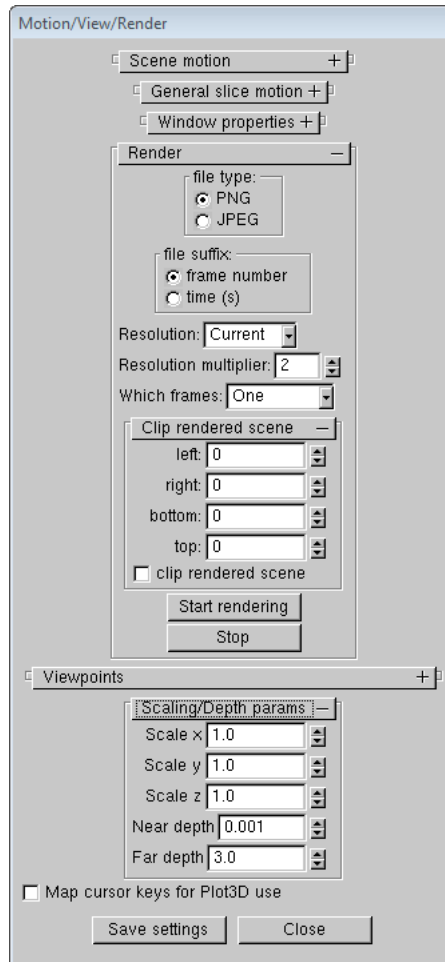 Motion/View/Render
Scene motion +
General slice motion +
Window properties +
Render −
file type:
PNG
JPEG
file suffix:
frame number
time (s)
Resolution: Current
Resolution multiplier: 2
Which frames: One
Clip rendered scene −
left: 0
right: 0
bottom: 0
top: 0
clip rendered scene
Start rendering
Stop
Viewpoints +
Scaling/Depth params −
Scale x 1.0
Scale y 1.0
Scale z 1.0
Near depth 0.001
Far depth 3.0
Map cursor keys for Plot3D use
Save settings Close